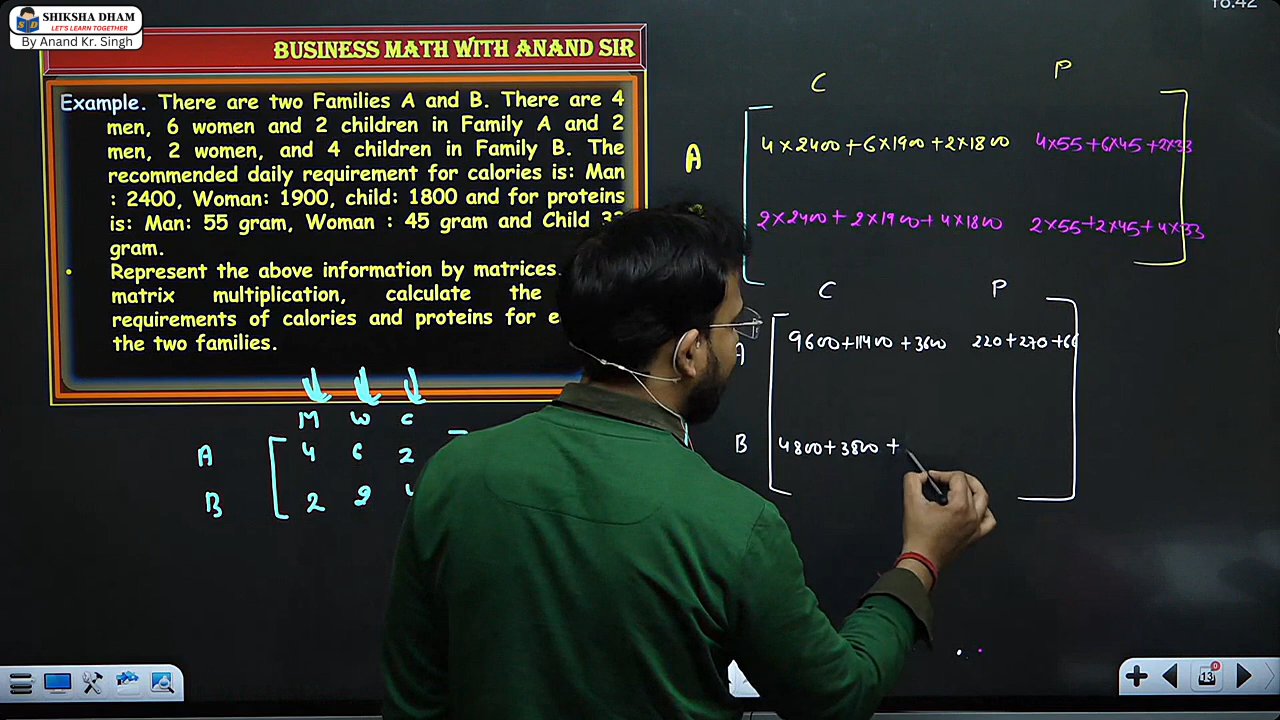 18:42
SHIKSHA DHAM
LET'S LEARN TOGETHER
By Anand Kr. Singh
BUSINESS MATH WITH ANAND SIR
Example. There are two Families A and B. There are 4
men, 6 women and 2 children in Family A and 2
men, 2 women, and 4 children in Family B. The
recommended daily requirement for calories is: Man
: 2400, Woman: 1900, child: 1800 and for proteins
is: Man: 55 gram, Woman : 45 gram and Child
gram.
• Represent the above information by matrices.
matrix multiplication, calculate the
requirements of calories and proteins for
the two families.
M W C
A 4 6 2
B 2 2 4
C P
A 4×2400+6×1900+2×1800 4×55+6×45+2×33
2×2400+2×1900+4×1800 2×55+2×45+4×33
C P
A 9600+11400+3600 220+270+66
B 4800+3800+
13
0